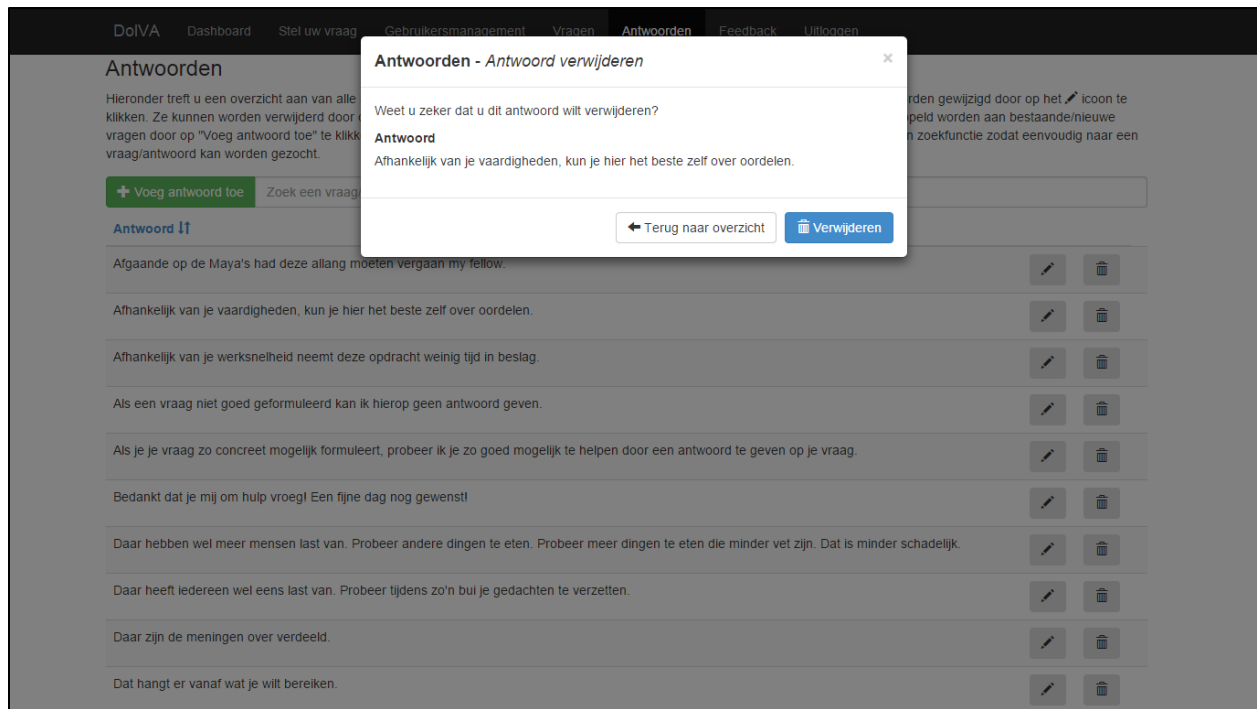 DoIVA Dashboard Stel uw vraag Gebruikersmanagement Vragen Antwoorden Feedback Uitloggen
Antwoorden
Hieronder treft u een overzicht aan van alle
rden gewijzigd door op het icoon te
klikken. Ze kunnen worden verwijderd door
peld worden aan bestaande/nieuwe
vragen door op "Voeg antwoord toe" te klikk
n zoekfunctie zodat eenvoudig naar een
vraag/antwoord kan worden gezocht.
Antwoorden - Antwoord verwijderen ×
Weet u zeker dat u dit antwoord wilt verwijderen?
Antwoord
Afhankelijk van je vaardigheden, kun je hier het beste zelf over oordelen.
Terug naar overzicht Verwijderen
Voeg antwoord toe Zoek een vraag/
Antwoord
Afgaande op de Maya's had deze allang moeten vergaan my fellow.
Afhankelijk van je vaardigheden, kun je hier het beste zelf over oordelen.
Afhankelijk van je werksnelheid neemt deze opdracht weinig tijd in beslag.
Als een vraag niet goed geformuleerd kan ik hierop geen antwoord geven.
Als je je vraag zo concreet mogelijk formuleert, probeer ik je zo goed mogelijk te helpen door een antwoord te geven op je vraag.
Bedankt dat je mij om hulp vroeg! Een fijne dag nog gewenst!
Daar hebben wel meer mensen last van. Probeer andere dingen te eten. Probeer meer dingen te eten die minder vet zijn. Dat is minder schadelijk.
Daar heeft iedereen wel eens last van. Probeer tijdens zo'n bui je gedachten te verzetten.
Daar zijn de meningen over verdeeld.
Dat hangt er vanaf wat je wilt bereiken.